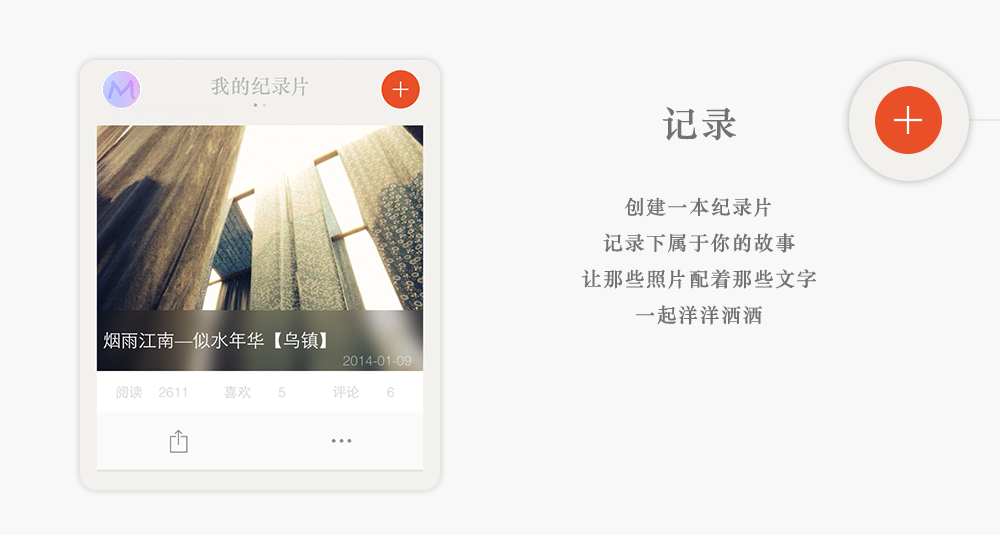 我的纪录片
烟雨江南—似水年华【乌镇】
2014-01-09
阅读 2611 喜欢 5 评论 6
记录
创建一本纪录片
记录下属于你的故事
让那些照片配着那些文字
一起洋洋洒洒